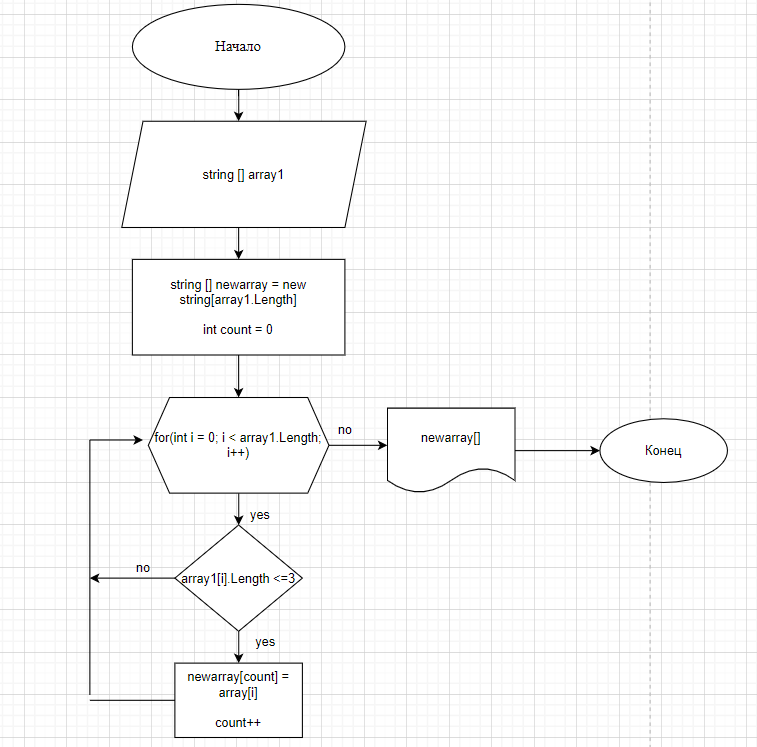 Начало
string [] array1
string [] newarray = new
string[array1.Length]
int count = 0
for(int i = 0; i < array1.Length;
i++)
no
newarray[]
Конец
yes
array1[i].Length <=3
no
yes
newarray[count] =
array[i]
count++